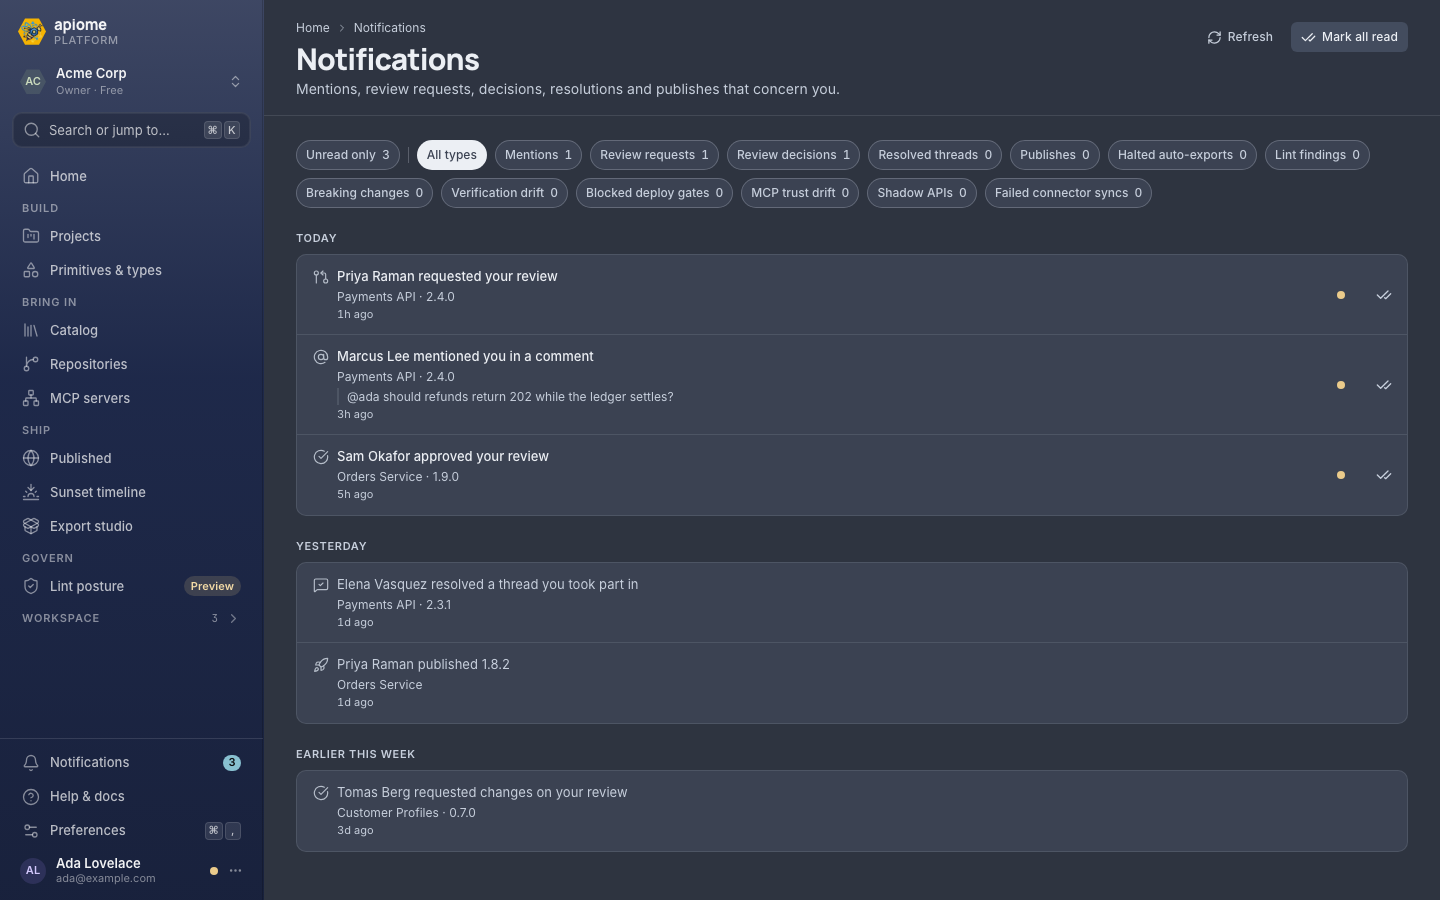 apiome
PLATFORM
AC
Acme Corp
Owner · Free
Search or jump to...
⌘ K
Home
BUILD
Projects
Primitives & types
BRING IN
Catalog
Repositories
MCP servers
SHIP
Published
Sunset timeline
Export studio
GOVERN
Lint posture Preview
WORKSPACE 3
Notifications 3
Help & docs
Preferences ⌘ ,
AL
Ada Lovelace
ada@example.com
Home Notifications
Notifications
Mentions, review requests, decisions, resolutions and publishes that concern you.
Refresh Mark all read
Unread only 3 All types Mentions 1 Review requests 1 Review decisions 1 Resolved threads 0 Publishes 0 Halted auto-exports 0 Lint findings 0
Breaking changes 0 Verification drift 0 Blocked deploy gates 0 MCP trust drift 0 Shadow APIs 0 Failed connector syncs 0
TODAY
Priya Raman requested your review
Payments API · 2.4.0
1h ago
Marcus Lee mentioned you in a comment
Payments API · 2.4.0
@ada should refunds return 202 while the ledger settles?
3h ago
Sam Okafor approved your review
Orders Service · 1.9.0
5h ago
YESTERDAY
Elena Vasquez resolved a thread you took part in
Payments API · 2.3.1
1d ago
Priya Raman published 1.8.2
Orders Service
1d ago
EARLIER THIS WEEK
Tomas Berg requested changes on your review
Customer Profiles · 0.7.0
3d ago